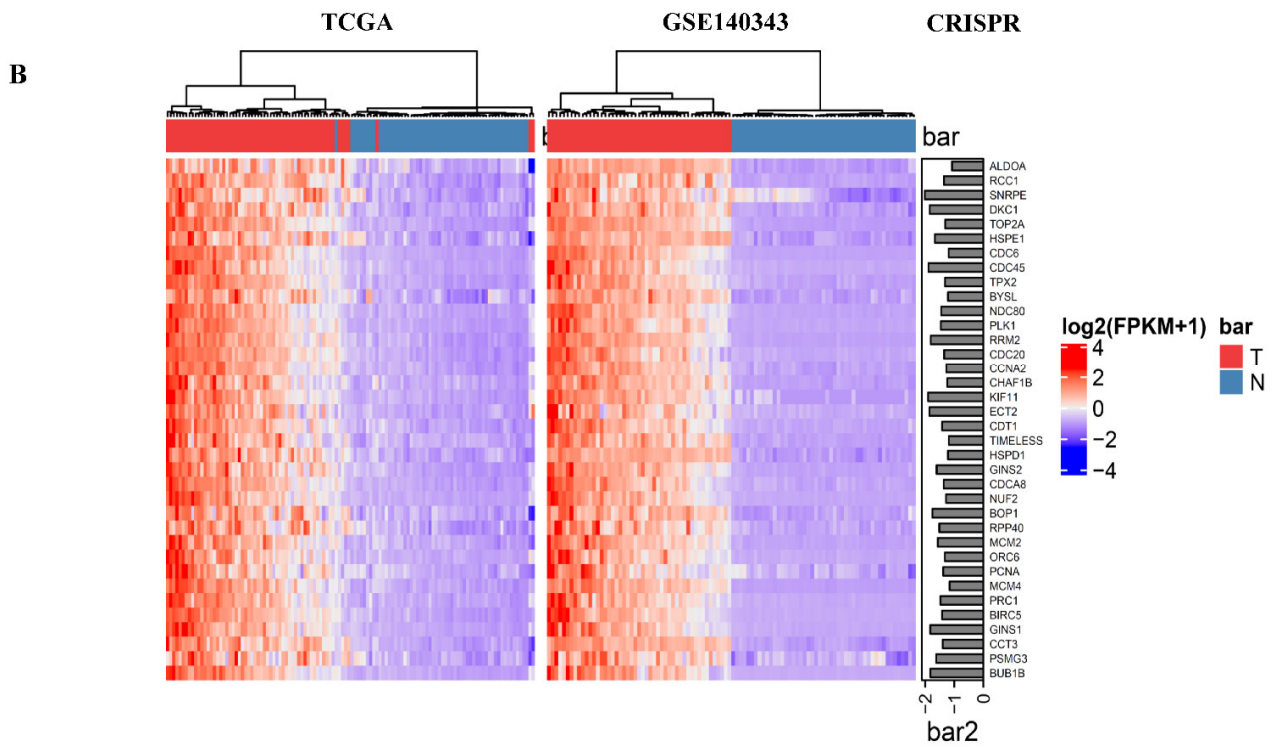 TCGA GSE140343 CRISPR
B
b bar
ALDOA
RCC1
SNRPE
DKC1
TOP2A
HSPE1
CDC6
CDC45
TPX2
BYSL
NDC80
PLK1
RRM2
CDC20
CCNA2
CHAF1B
KIF11
ECT2
CDT1
TIMELESS
HSPD1
GINS2
CDCA8
NUF2
BOP1
RPP40
MCM2
ORC6
PCNA
MCM4
PRC1
BIRC5
GINS1
CCT3
PSMG3
BUB1B
−2 −1 0
bar2
log2(FPKM+1)
4
2
0
−2
−4
bar
T
N